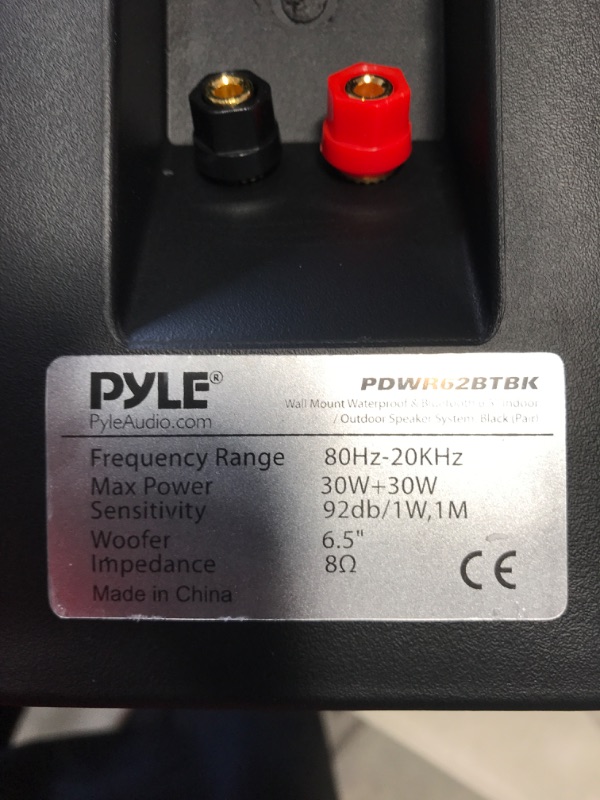 PYLE®
PyleAudio.com
PDWR62BTBK
Wall Mount Waterproof & Bluetooth Indoor
/ Outdoor Speaker System, Black (Pair)
Frequency Range 80Hz-20KHz
Max Power 30W+30W
Sensitivity 92db/1W,1M
Woofer 6.5"
Impedance 8Ω
Made in China
CE